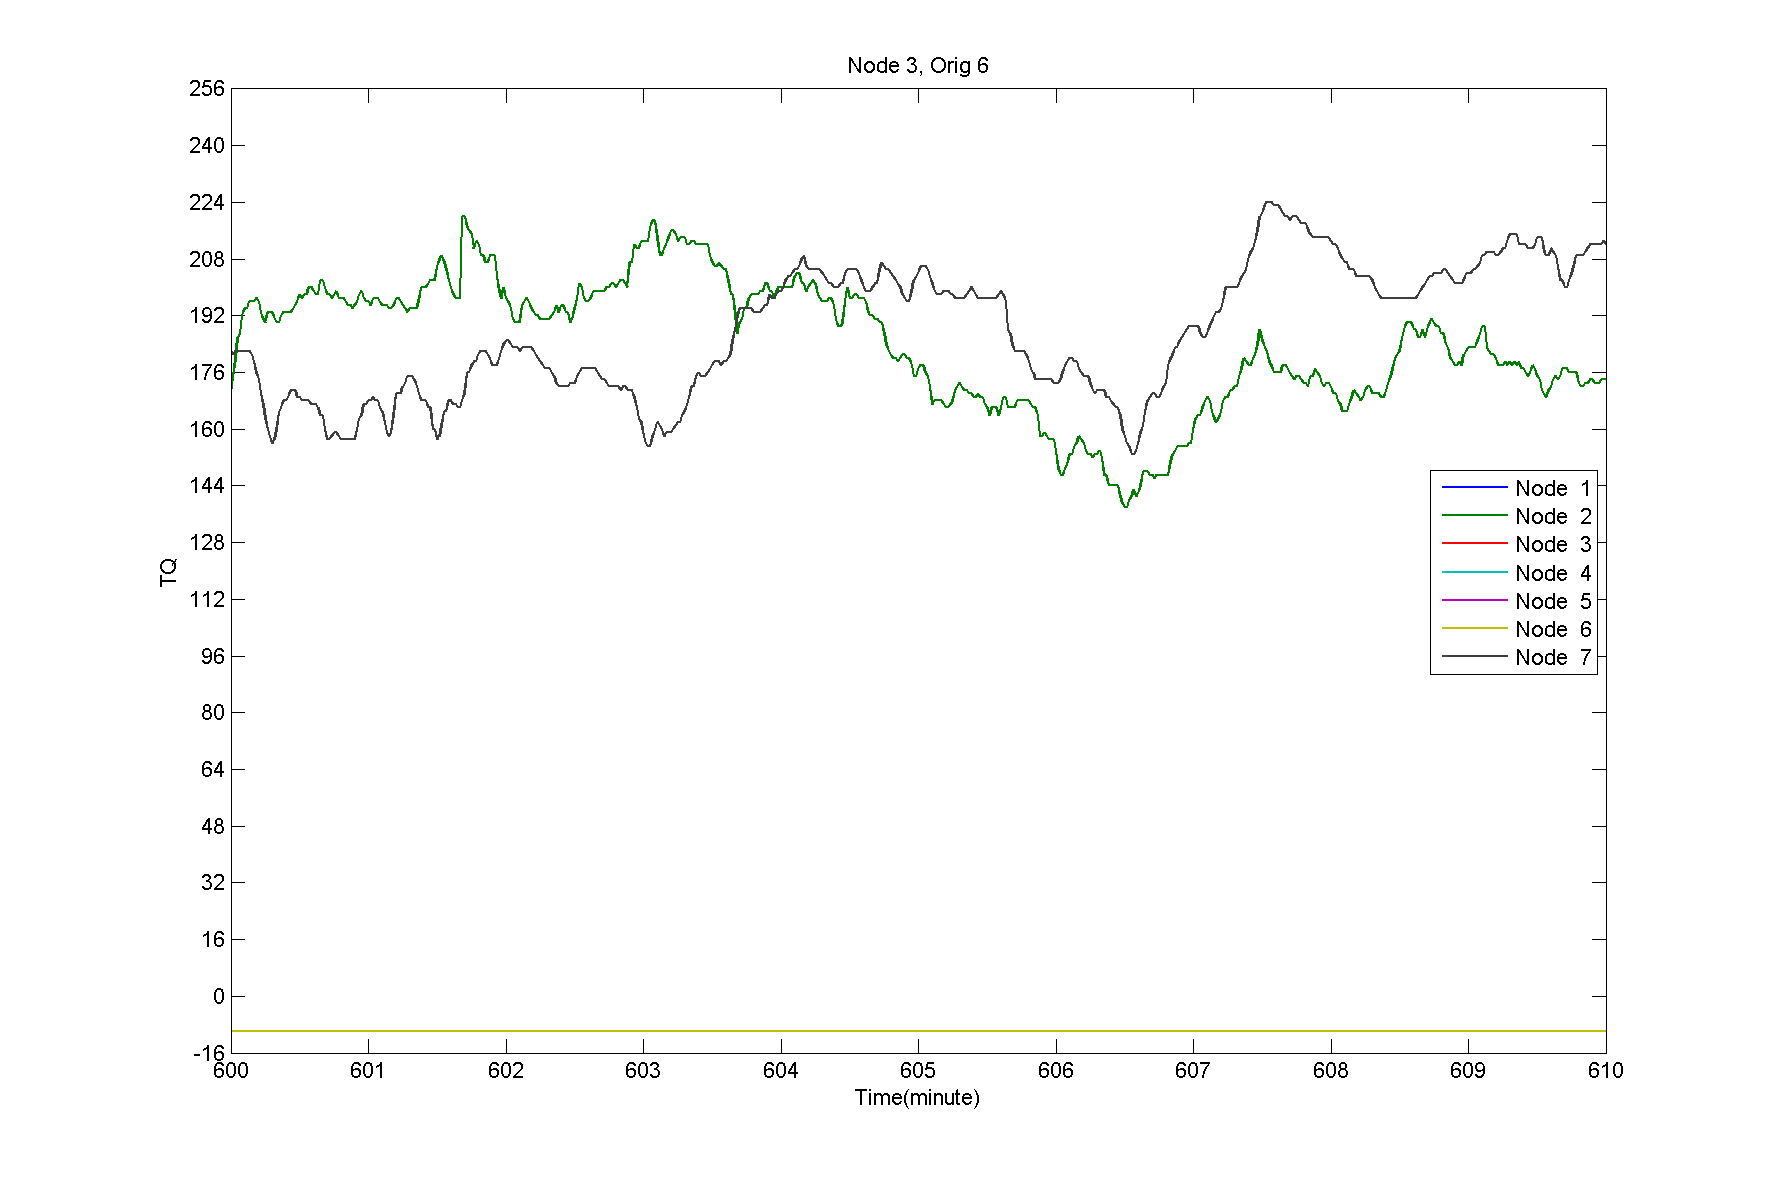 Node 3, Orig 6
256
240
224
208
192
176
160
144
128
112
96
80
64
48
32
16
0
-16
TQ
Node 1
Node 2
Node 3
Node 4
Node 5
Node 6
Node 7
600 601 602 603 604 605 606 607 608 609 610
Time(minute)